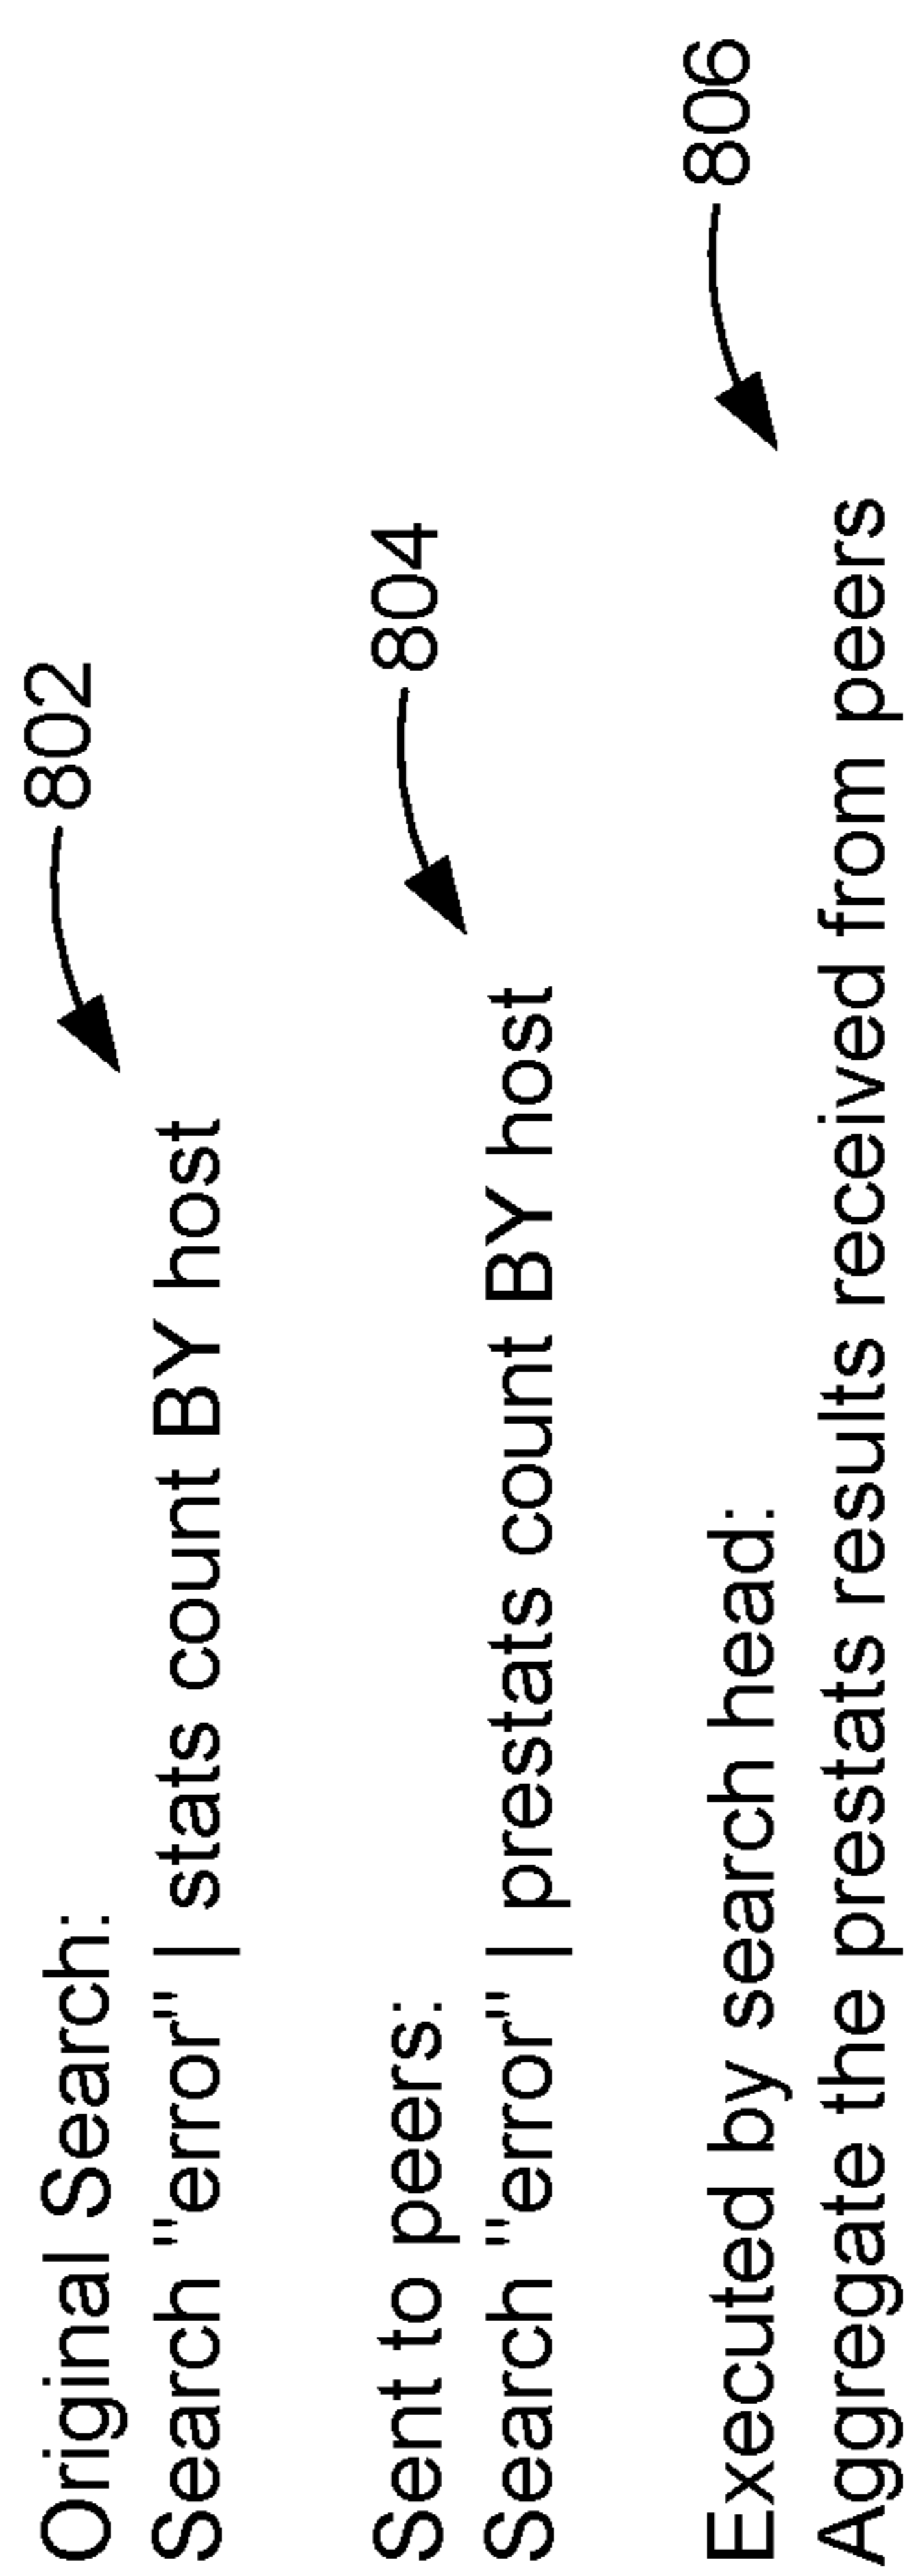 Original Search:
802
Search "error" | stats count BY host
Sent to peers:
804
Search "error" | prestats count BY host
Executed by search head:
806
Aggregate the prestats results received from peers